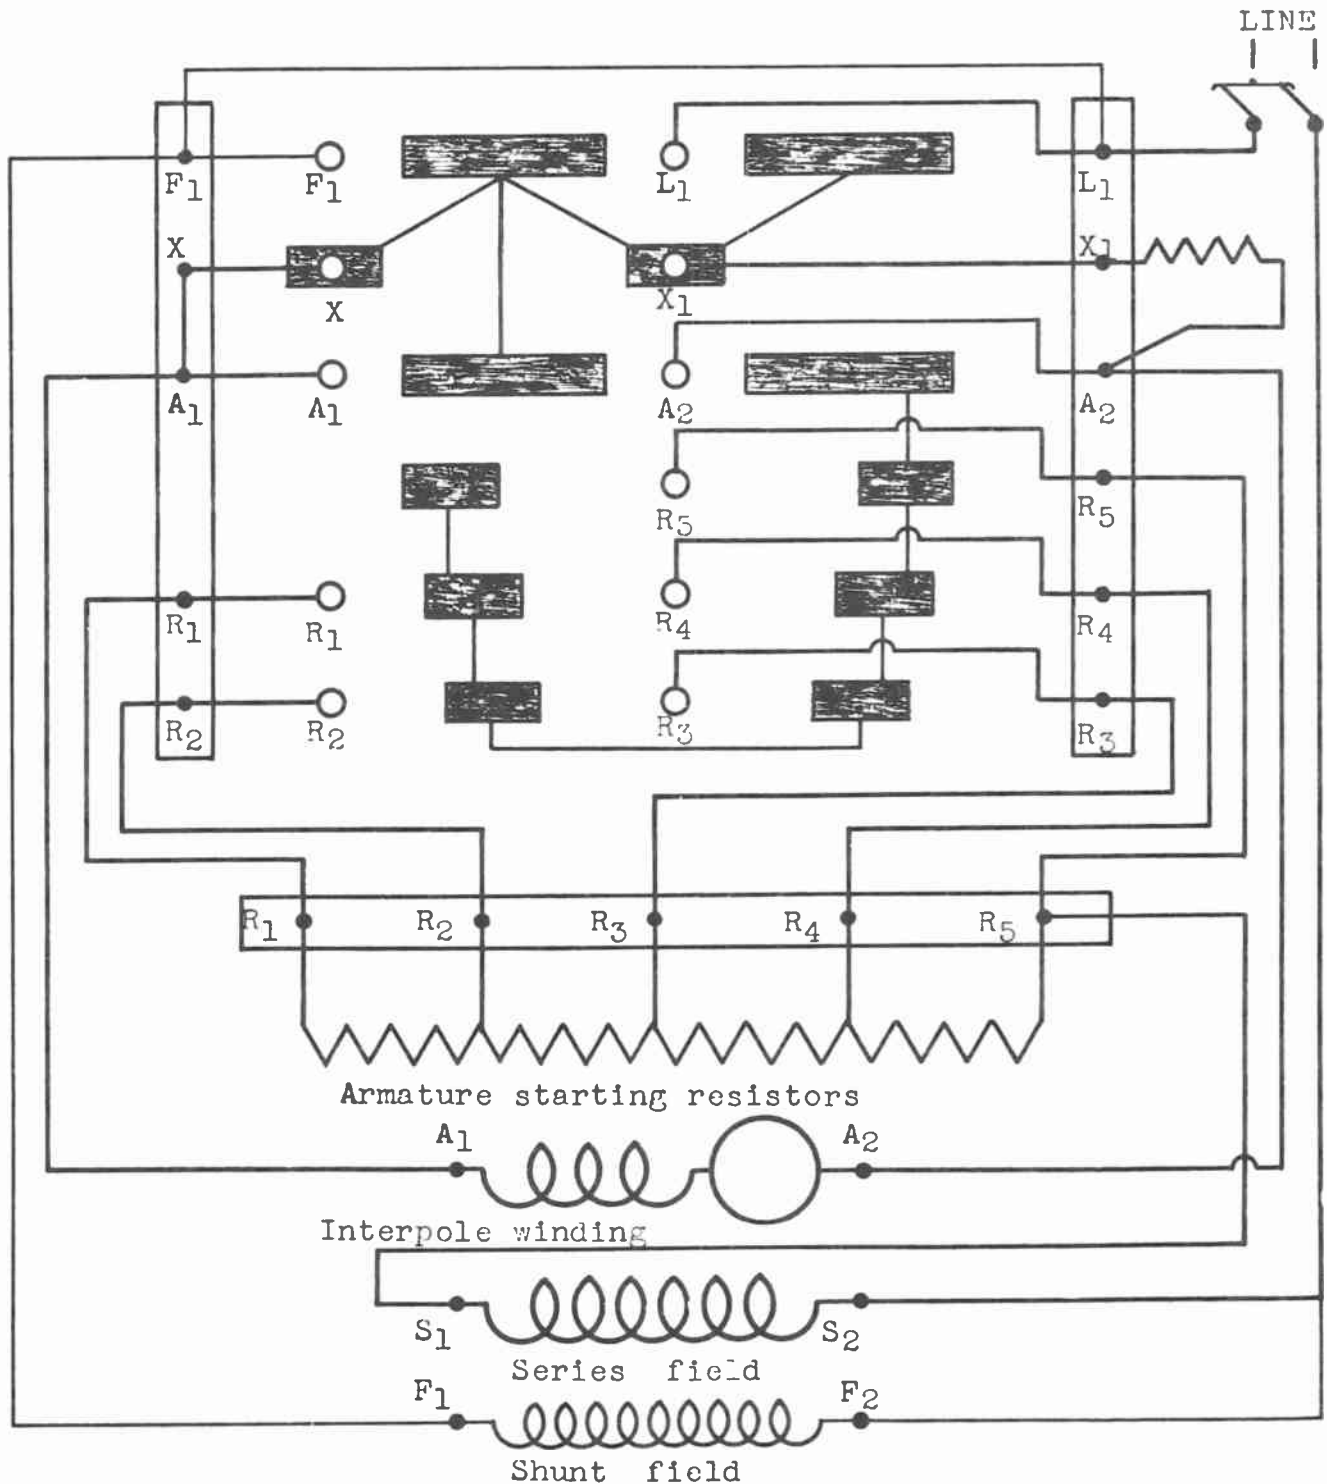 LINE
F1 F1 L1 L1
X X1
X X1
A1 A1 A2 A2
R5 R5
R1 R1 R4 R4
R2 R2 R3 R3
R1 R2 R3 R4 R5
Armature starting resistors
A1 A2
Interpole winding
S1 S2
Series field
F1 F2
Shunt field